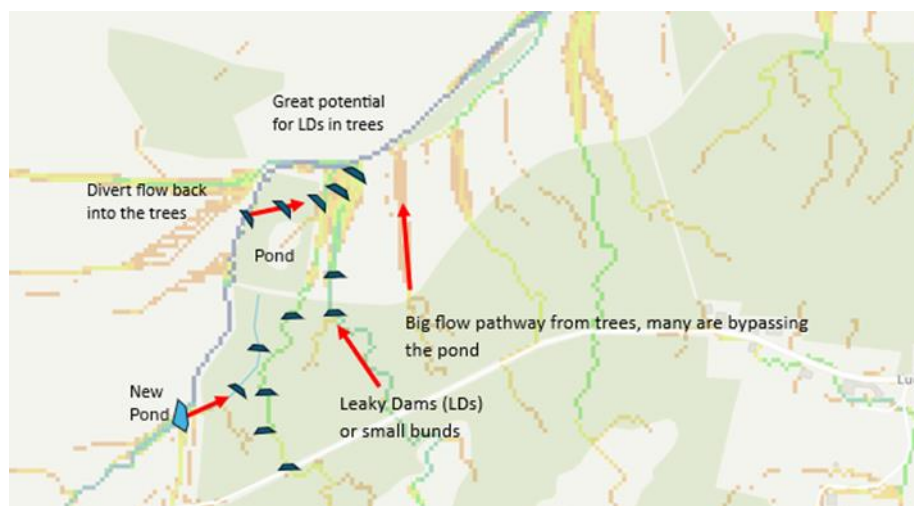 Great potential
for LDs in trees
Divert flow back
into the trees
Pond
Big flow pathway from trees, many are bypassing
the pond
New
Pond
Leaky Dams (LDs)
or small bunds
Lu